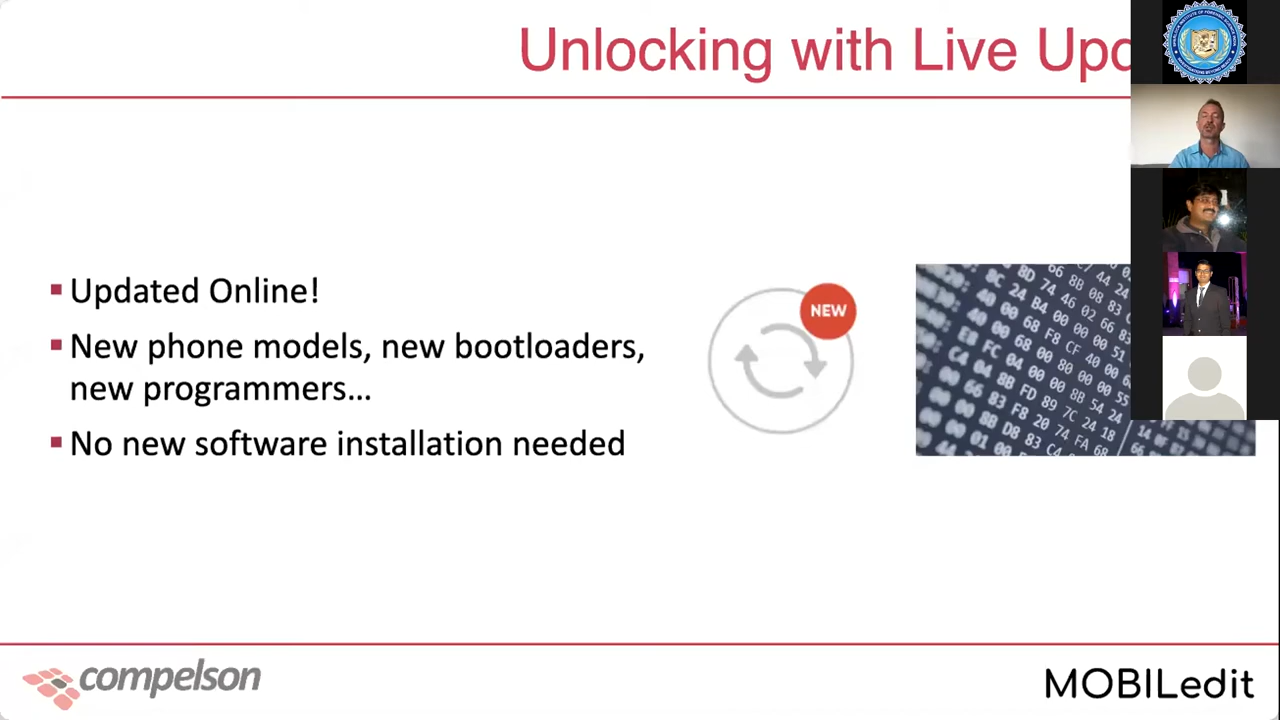 Unlocking with Live Upd
Updated Online!
New phone models, new bootloaders,
new programmers...
No new software installation needed
NEW
compelson
MOBILedit